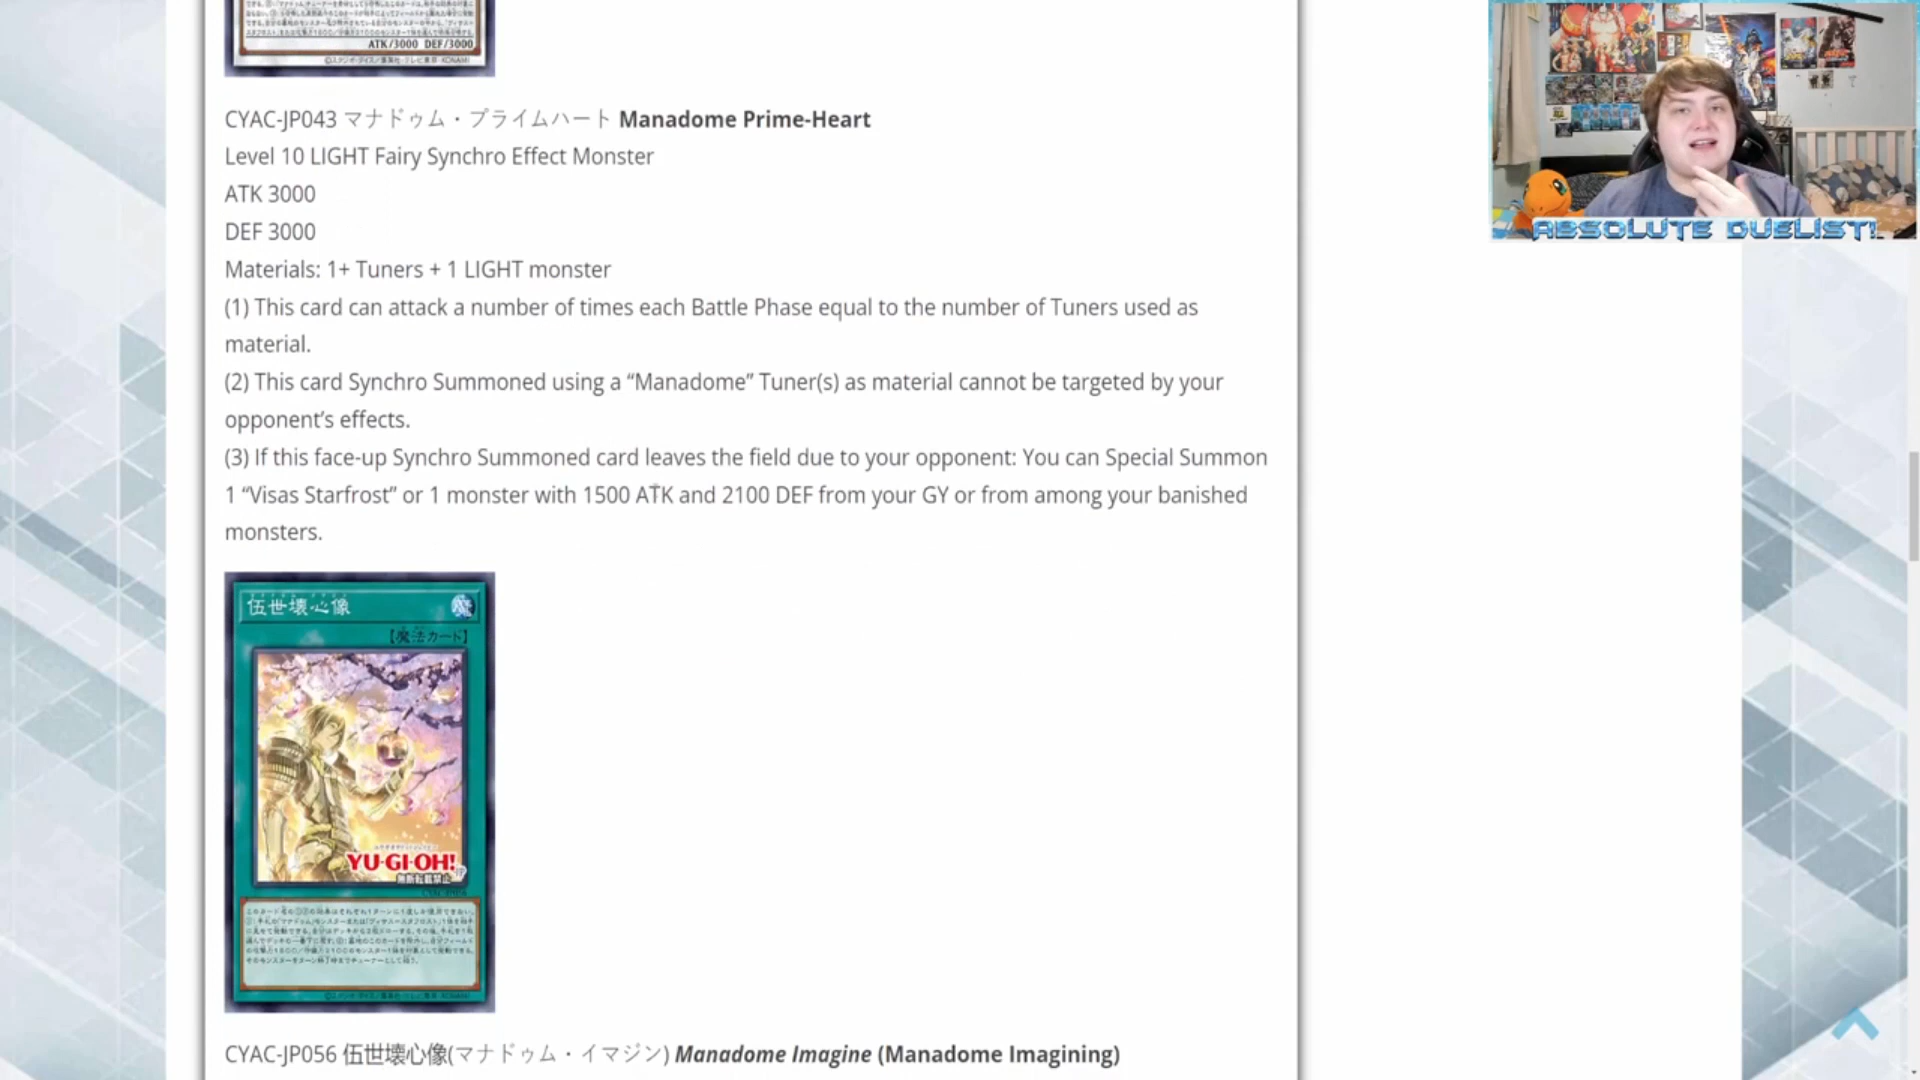 ATK/3000 DEF/3000
CYAC-JP043 マナドゥム・プライムハート Manadome Prime-Heart
Level 10 LIGHT Fairy Synchro Effect Monster
ATK 3000
DEF 3000
Materials: 1+ Tuners + 1 LIGHT monster
(1) This card can attack a number of times each Battle Phase equal to the number of Tuners used as
material.
(2) This card Synchro Summoned using a “Manadome” Tuner(s) as material cannot be targeted by your
opponent’s effects.
(3) If this face-up Synchro Summoned card leaves the field due to your opponent: You can Special Summon
1 “Visas Starfrost” or 1 monster with 1500 ATK and 2100 DEF from your GY or from among your banished
monsters.
伍世壊心像
【魔法カード】
YU-GI-OH!
無断転載禁止
CYAC-JP056 伍世壊心像(マナドゥム・イマジン) Manadome Imagine (Manadome Imagining)
ABSOLUTE DUELIST!